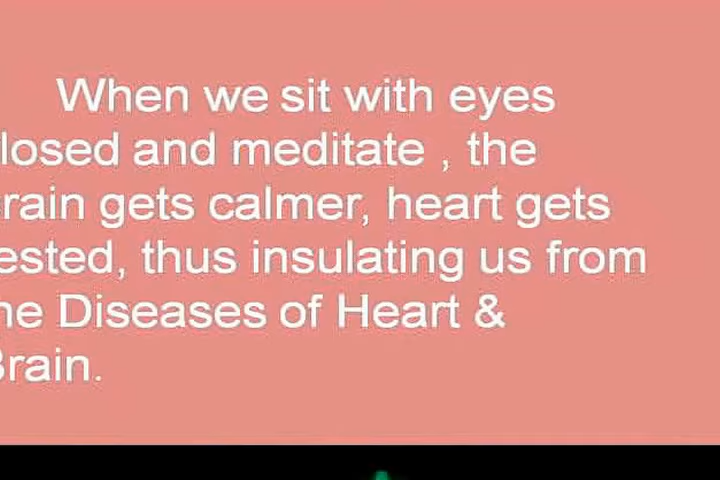 When we sit with eyes
losed and meditate , the
rain gets calmer, heart gets
ested, thus insulating us from
he Diseases of Heart &
Brain.